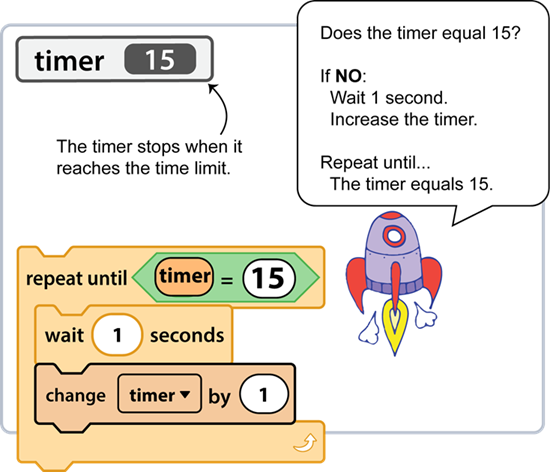 timer 15
The timer stops when it
reaches the time limit.
Does the timer equal 15?
If NO:
Wait 1 second.
Increase the timer.
Repeat until...
The timer equals 15.
repeat until timer = 15
wait 1 seconds
change timer by 1